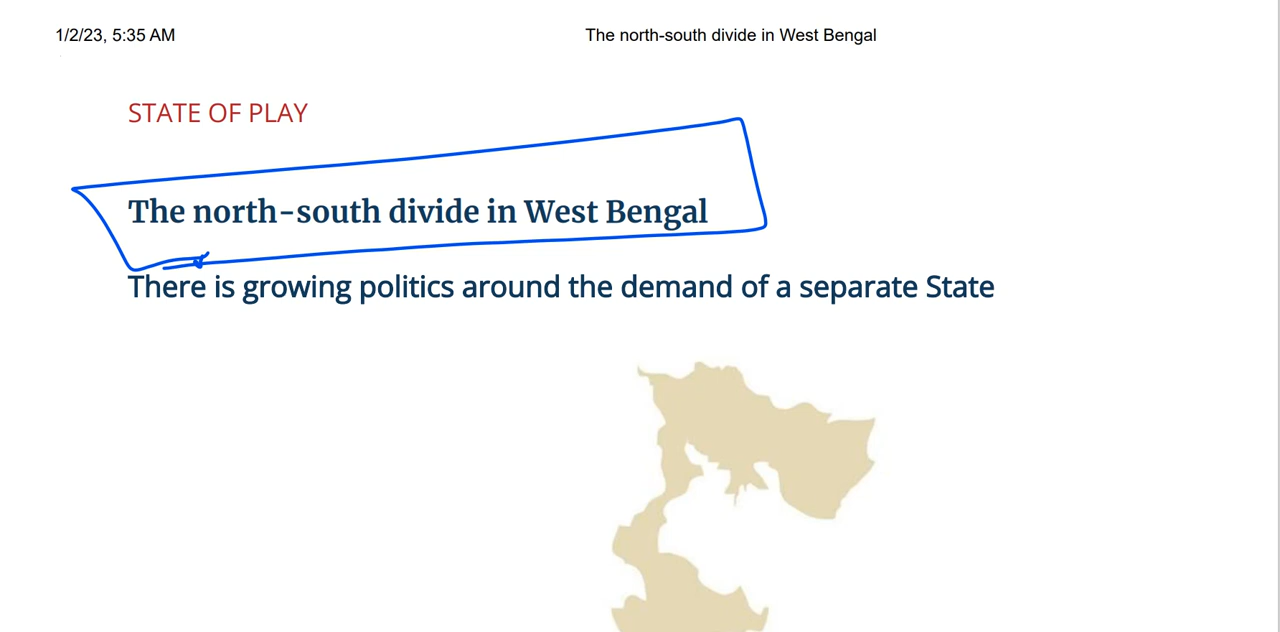 1/2/23, 5:35 AM The north-south divide in West Bengal
STATE OF PLAY
The north-south divide in West Bengal
There is growing politics around the demand of a separate State